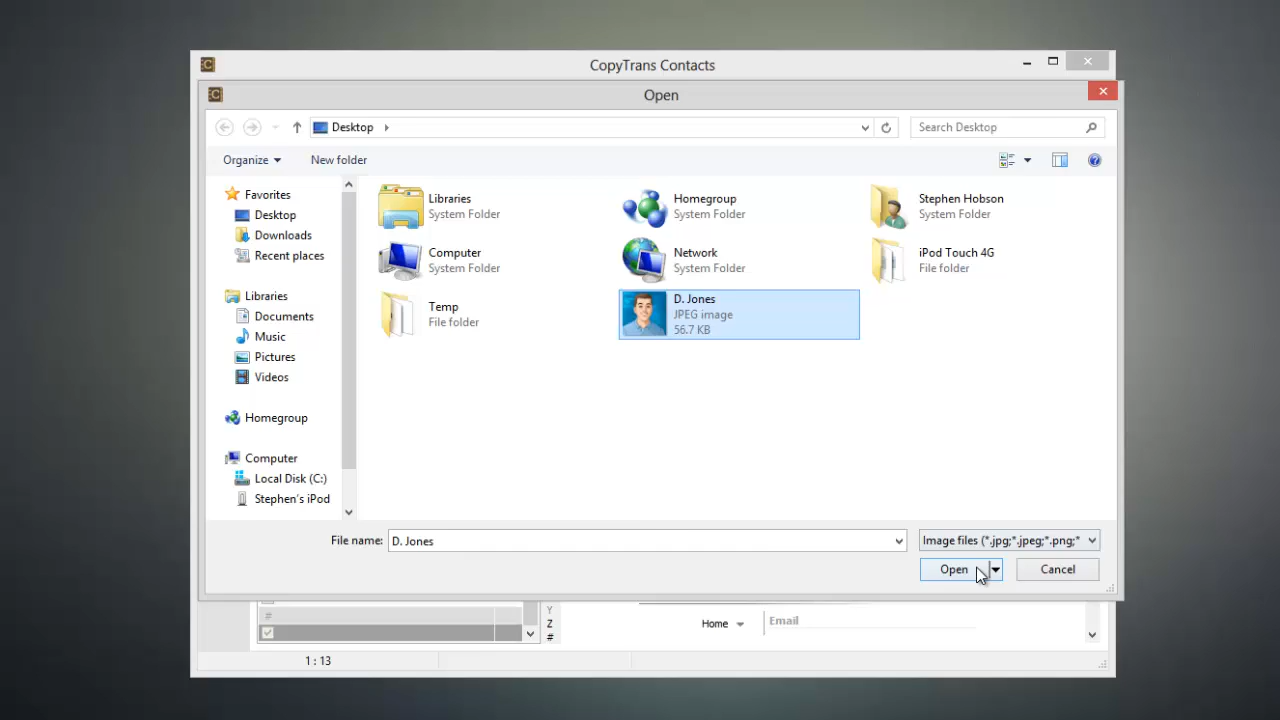 CopyTrans Contacts
Open
Desktop
Search Desktop
Organize
New folder
Favorites
Desktop
Downloads
Recent places
Libraries
Documents
Music
Pictures
Videos
Homegroup
Computer
Local Disk (C:)
Stephen's iPod
Libraries
System Folder
Homegroup
System Folder
Stephen Hobson
System Folder
Computer
System Folder
Network
System Folder
iPod Touch 4G
File folder
Temp
File folder
D. Jones
JPEG image
56.7 KB
File name: D. Jones
Image files (*.jpg;*.jpeg;*.png;*
Open
Cancel
#
Y
Z
#
Home
Email
1 : 13